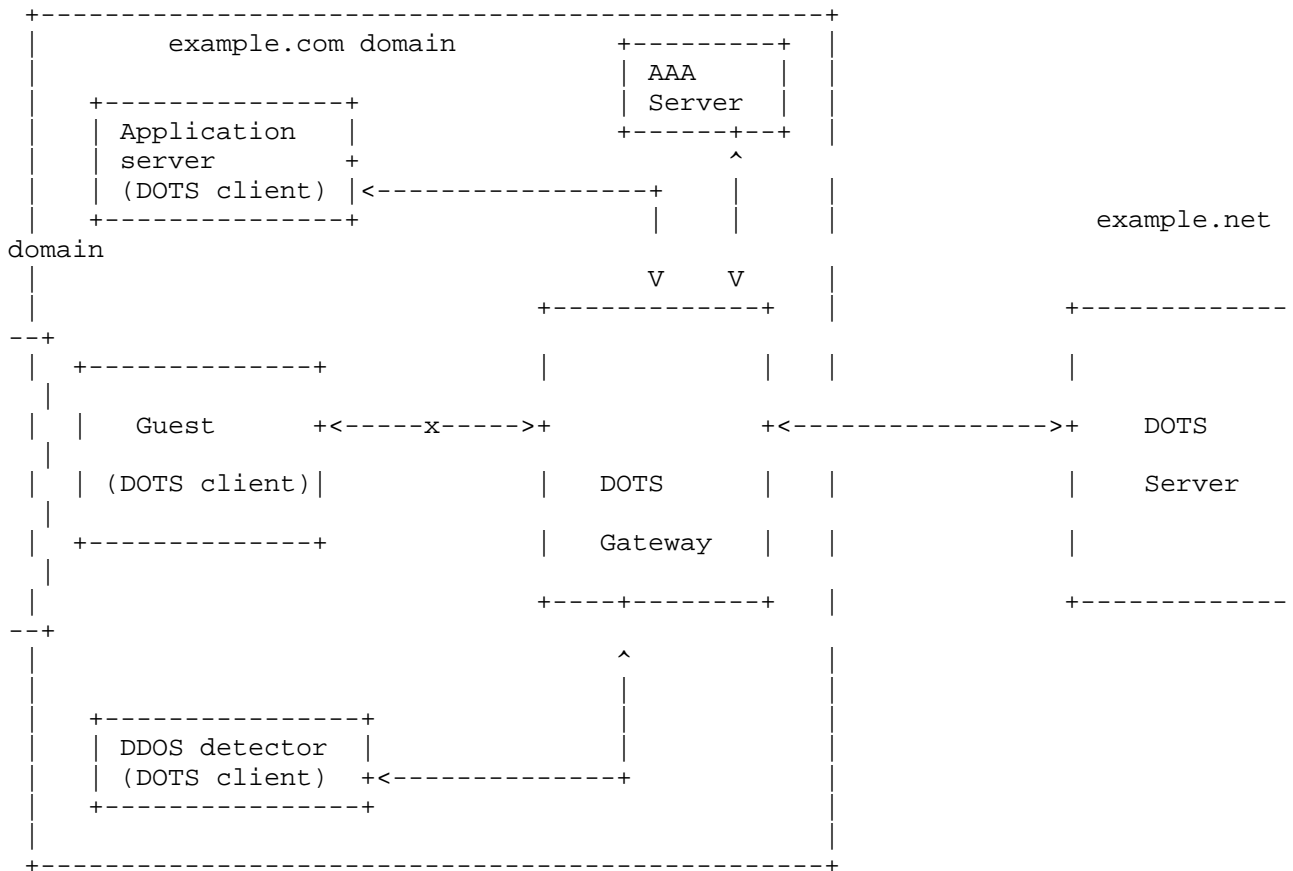 example.com domain
AAA
Server
Application
server
(DOTS client)
example.net
domain
V V
Guest x DOTS
(DOTS client) DOTS Server
Gateway
DDOS detector
(DOTS client)